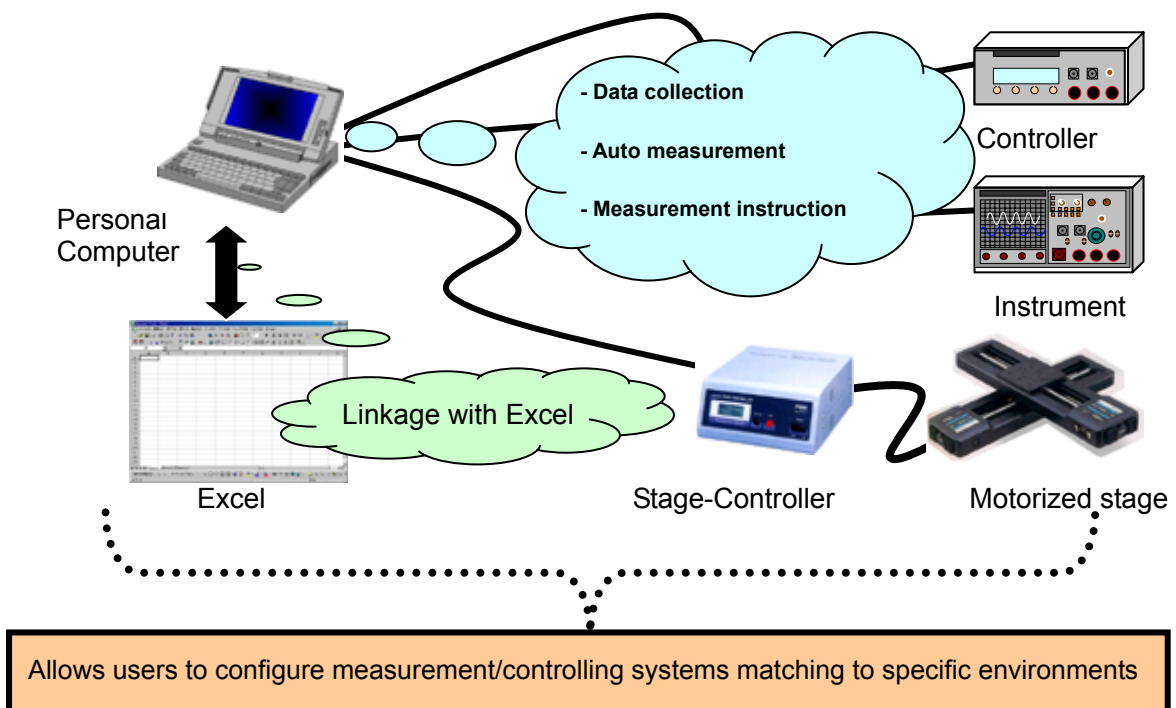 - Data collection
- Auto measurement
- Measurement instruction
Controller
Personal
Computer
Instrument
Linkage with Excel
Excel
Stage-Controller
Motorized stage
Allows users to configure measurement/controlling systems matching to specific environments